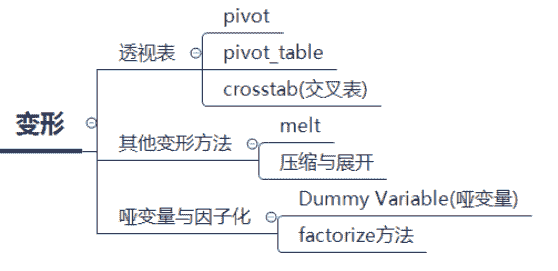 变形
透视表
pivot
pivot_table
crosstab(交叉表)
其他变形方法
melt
压缩与展开
哑变量与因子化
Dummy Variable(哑变量)
factorize方法